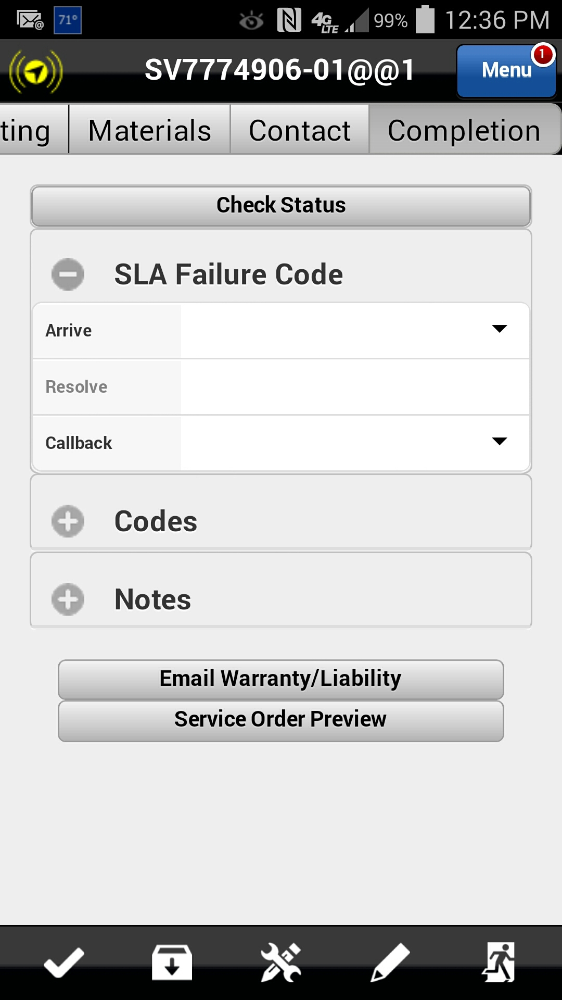 71° 4G LTE 99% 12:36 PM
SV7774906-01@@1 Menu 1
ting Materials Contact Completion
Check Status
SLA Failure Code
Arrive
Resolve
Callback
Codes
Notes
Email Warranty/Liability
Service Order Preview